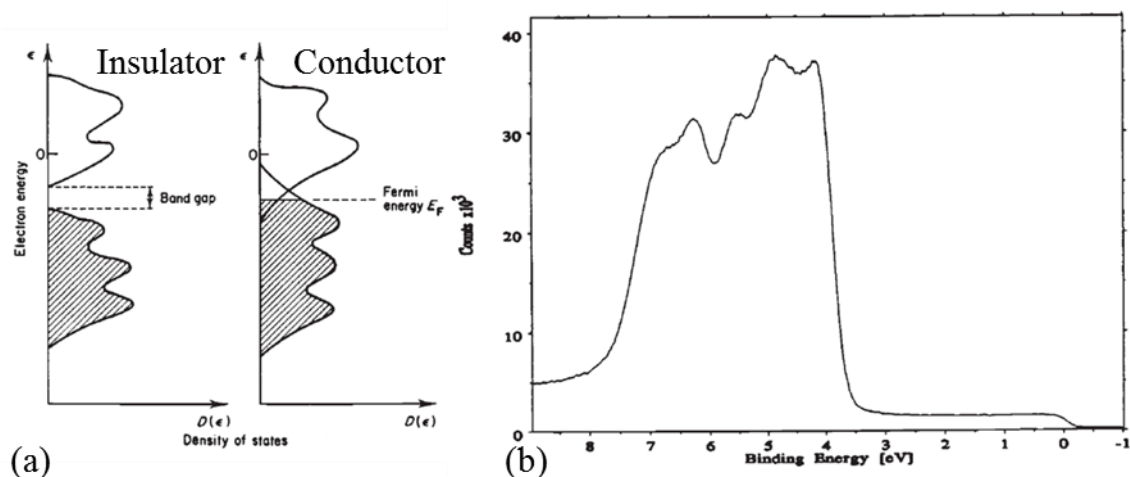 ϵ Insulator
ϵ Conductor
0
0
Electron energy
Band gap
Fermi
energy E_F
D(ϵ)
D(ϵ)
Density of states
(a)
40
30
20
10
0
Counts x10^3
8 7 6 5 4 3 2 1 0 -1
Binding Energy [eV]
(b)